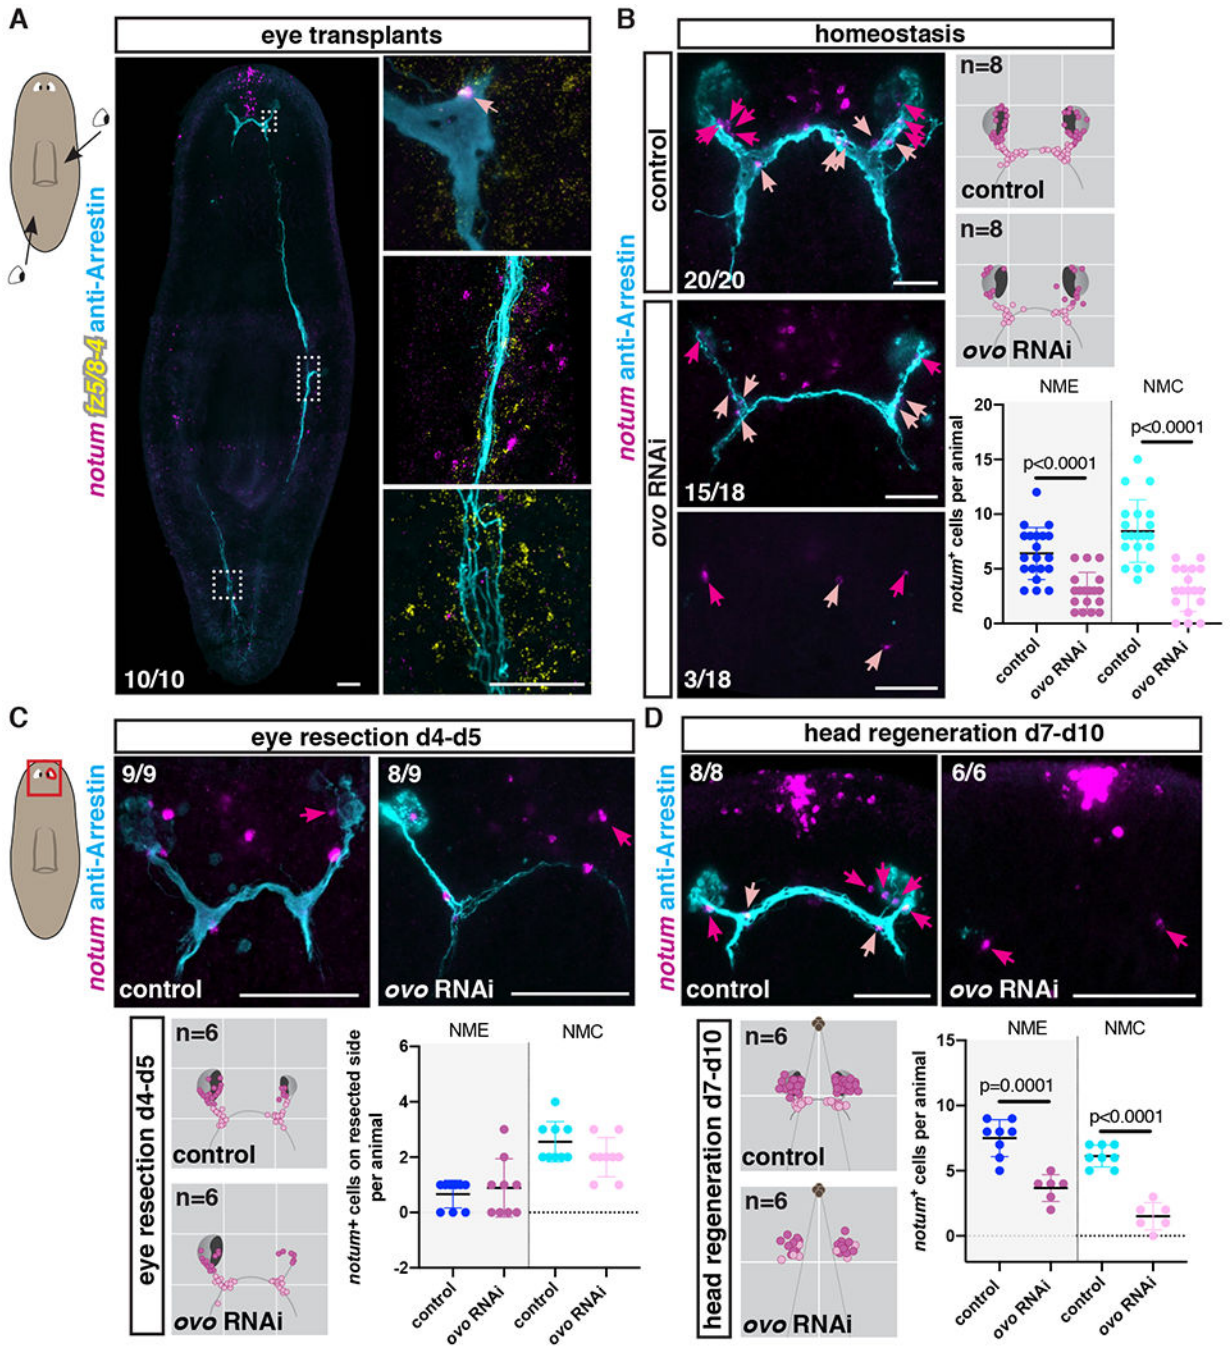 A
eye transplants
notum fz5/8-4 anti-Arrestin
10/10
B
homeostasis
notum anti-Arrestin
control
20/20
ovo RNAi
15/18
3/18
n=8
control
n=8
ovo RNAi
NME
NMC
notum+ cells per animal
20
15
10
5
0
p<0.0001
p<0.0001
control
ovo RNAi
control
ovo RNAi
C
eye resection d4-d5
notum anti-Arrestin
9/9
control
8/9
ovo RNAi
eye resection d4-d5
n=6
control
n=6
ovo RNAi
NME
NMC
notum+ cells on resected side
per animal
6
4
2
0
-2
control
ovo RNAi
control
ovo RNAi
D
head regeneration d7-d10
notum anti-Arrestin
8/8
control
6/6
ovo RNAi
head regeneration d7-d10
n=6
control
n=6
ovo RNAi
NME
NMC
notum+ cells per animal
15
10
5
0
p=0.0001
p<0.0001
control
ovo RNAi
control
ovo RNAi